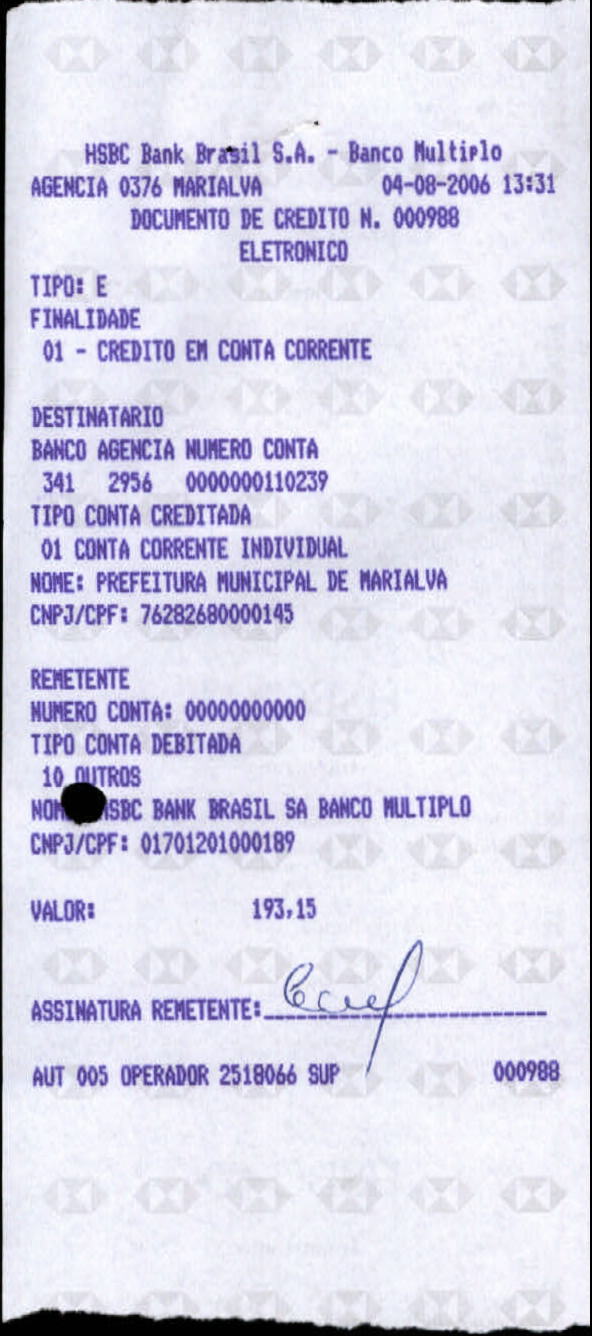 HSBC Bank Brasil S.A. - Banco Multiplo
AGENCIA 0376 MARIALVA 04-08-2006 13:31
DOCUMENTO DE CREDITO N. 000988
ELETRONICO
TIPO: E
FINALIDADE
01 - CREDITO EM CONTA CORRENTE
DESTINATARIO
BANCO AGENCIA NUMERO CONTA
341 2956 0000000110239
TIPO CONTA CREDITADA
01 CONTA CORRENTE INDIVIDUAL
NOME: PREFEITURA MUNICIPAL DE MARIALVA
CNPJ/CPF: 76282680000145
REMETENTE
NUMERO CONTA: 00000000000
TIPO CONTA DEBITADA
10 OUTROS
NOM HSBC BANK BRASIL SA BANCO MULTIPLO
CNPJ/CPF: 01701201000189
VALOR: 193,15
ASSINATURA REMETENTE:
AUT 005 OPERADOR 2518066 SUP 000988